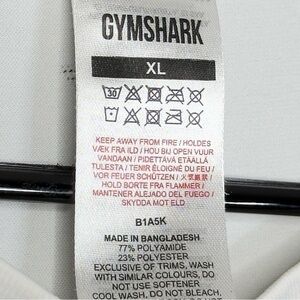 GYMSHARK
XL
30
KEEP AWAY FROM FIRE / HOLDES
VÆK FRA ILD / HOU BIJ OPEN VUUR
VANDAAN / PIDETTÄVÄ ETÄÄLLÄ
TULESTA / TENIR ÉLOIGNÉ DU FEU /
VOR FEUER SCHÜTZEN / 火気厳禁 /
HOLD BORTE FRA FLAMMER /
MANTENER ALEJADO DEL FUEGO /
SKYDDA MOT ELD
B1A5K
MADE IN BANGLADESH
77% POLYAMIDE
23% POLYESTER
EXCLUSIVE OF TRIMS, WASH
WITH SIMILAR COLOURS, DO
NOT USE SOFTENER
COOL WASH, DO NOT BLEACH,